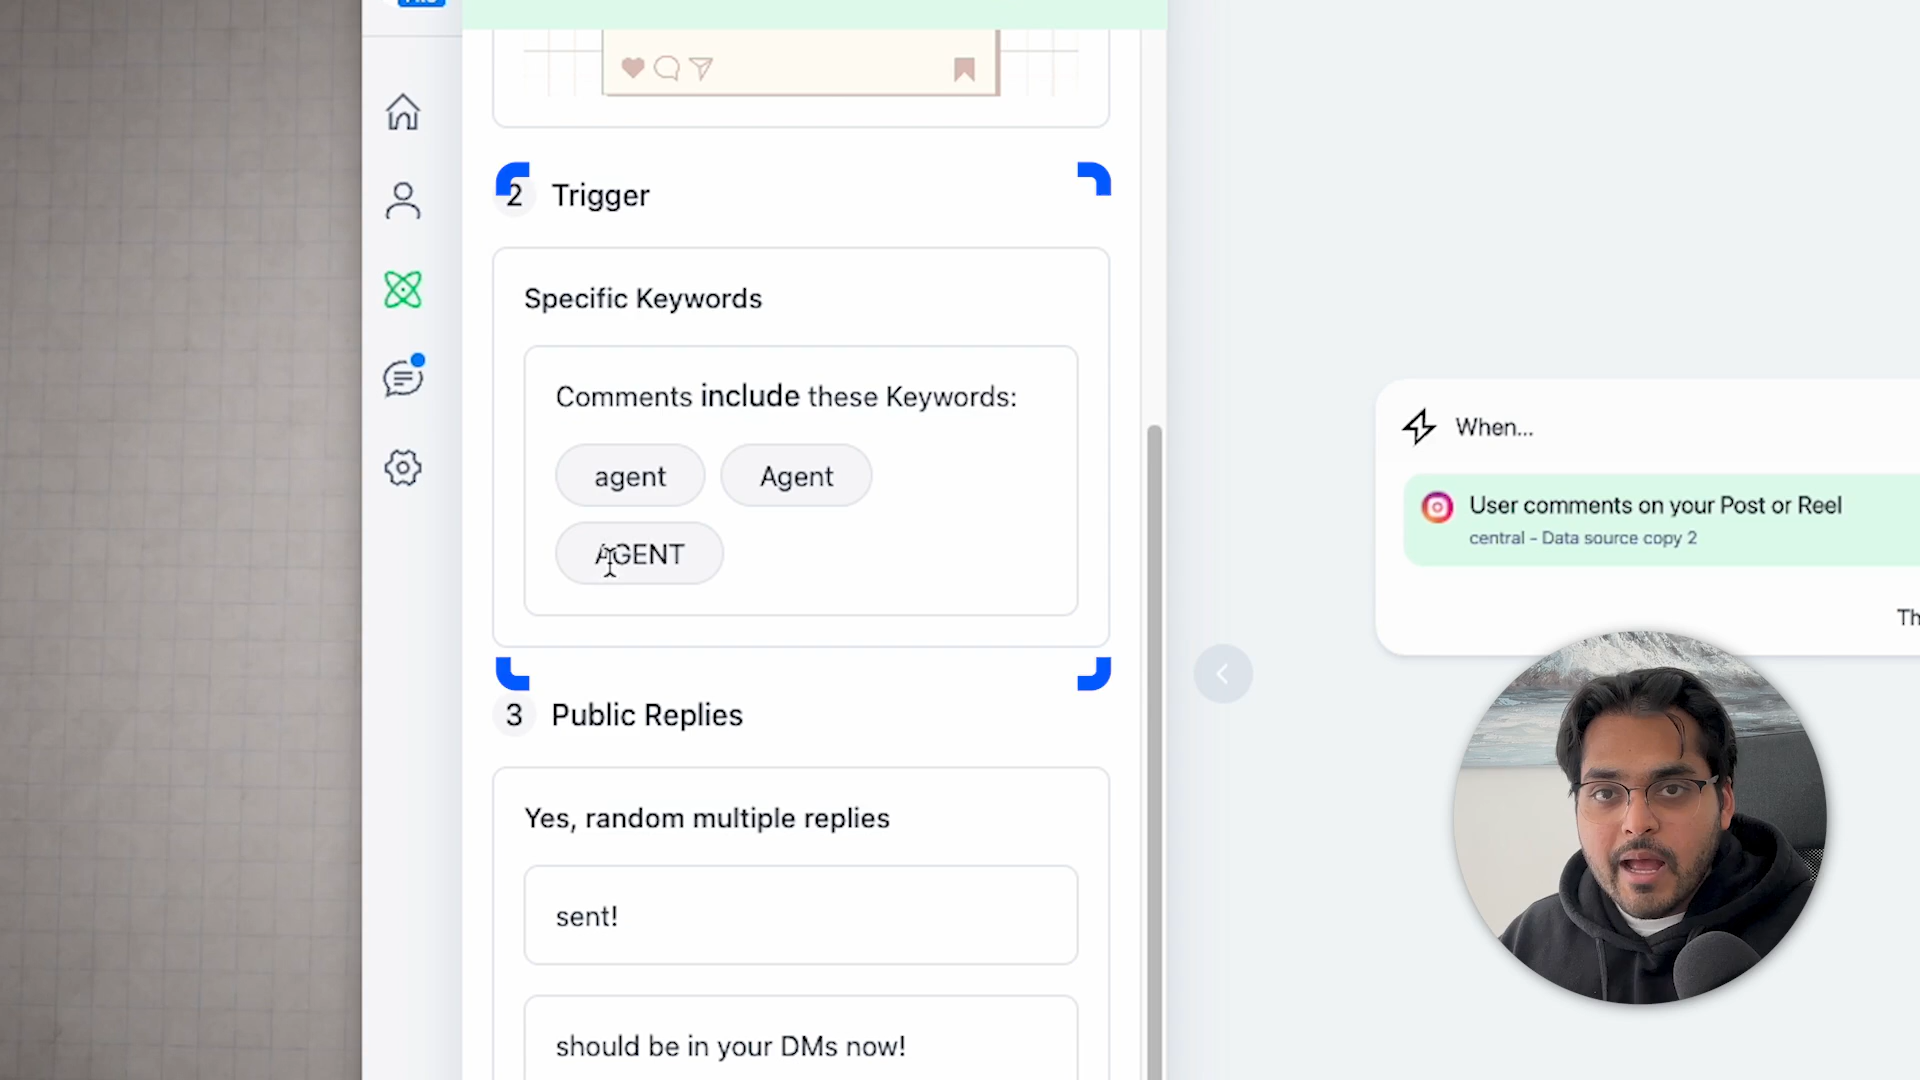 2 Trigger
Specific Keywords
Comments include these Keywords:
agent Agent
AGENT
3 Public Replies
Yes, random multiple replies
sent!
should be in your DMs now!
When...
User comments on your Post or Reel
central - Data source copy 2